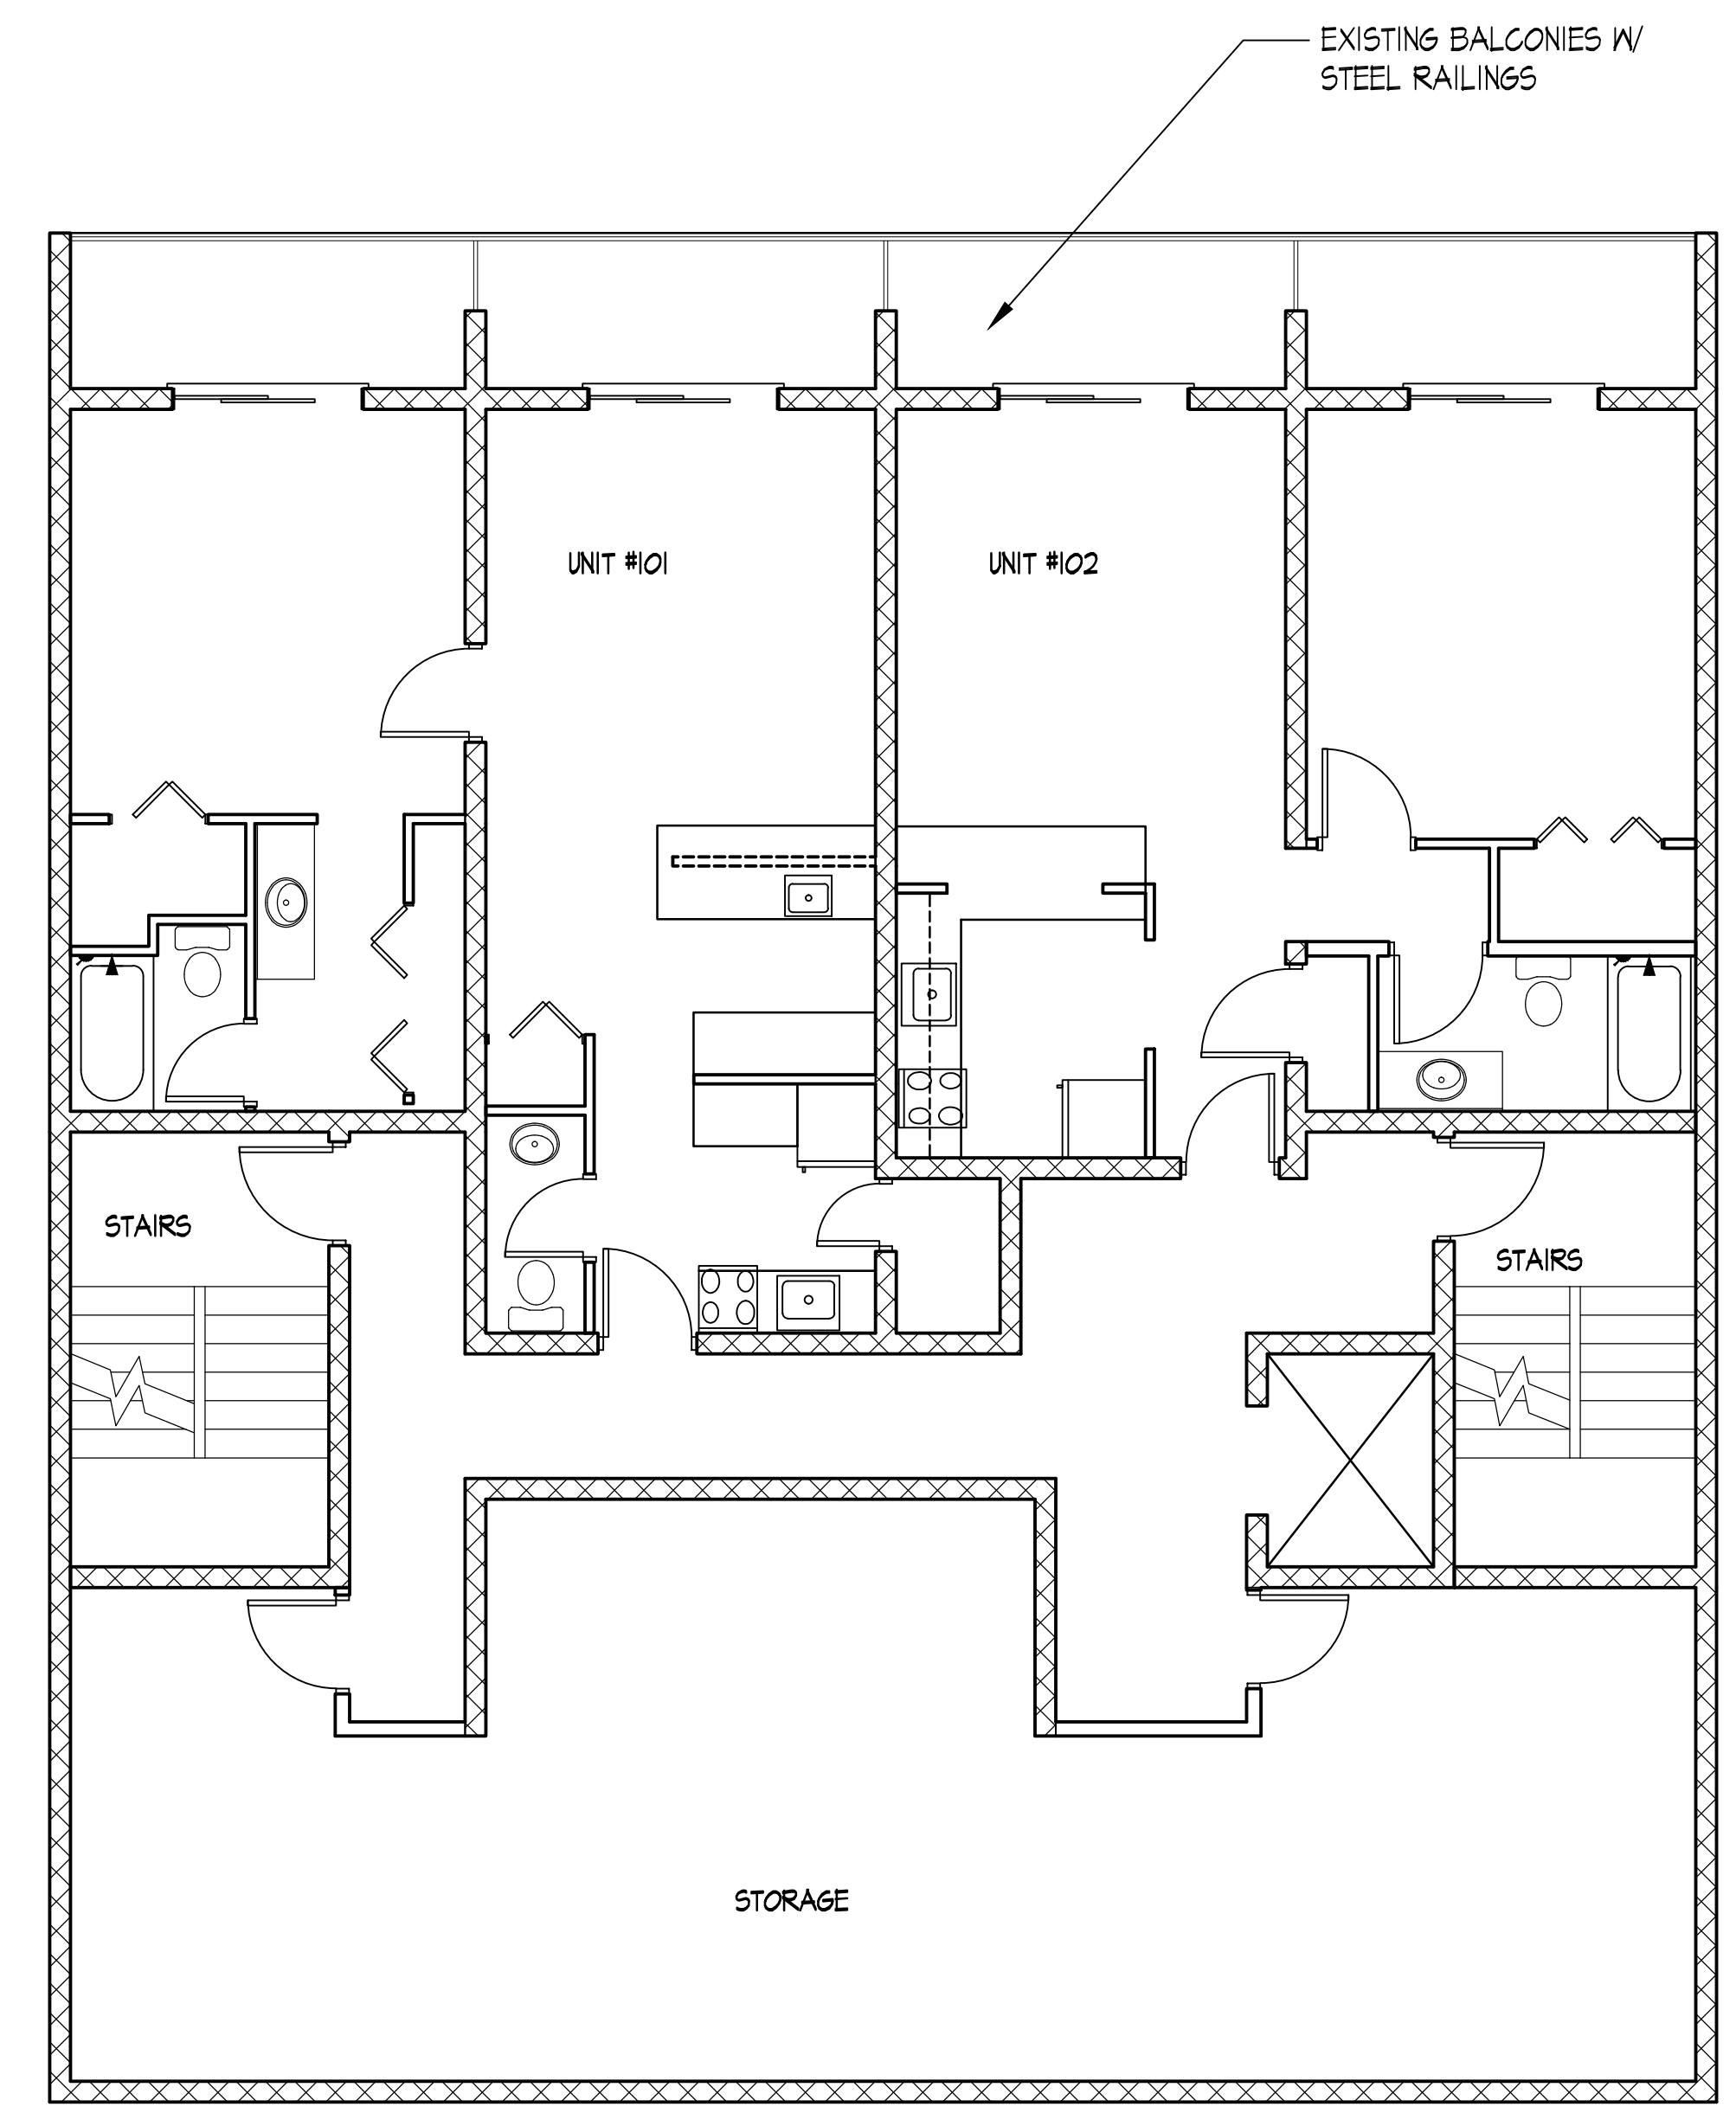 EXISTING BALCONIES W/
STEEL RAILINGS
UNIT #101
UNIT #102
STAIRS
STAIRS
STORAGE